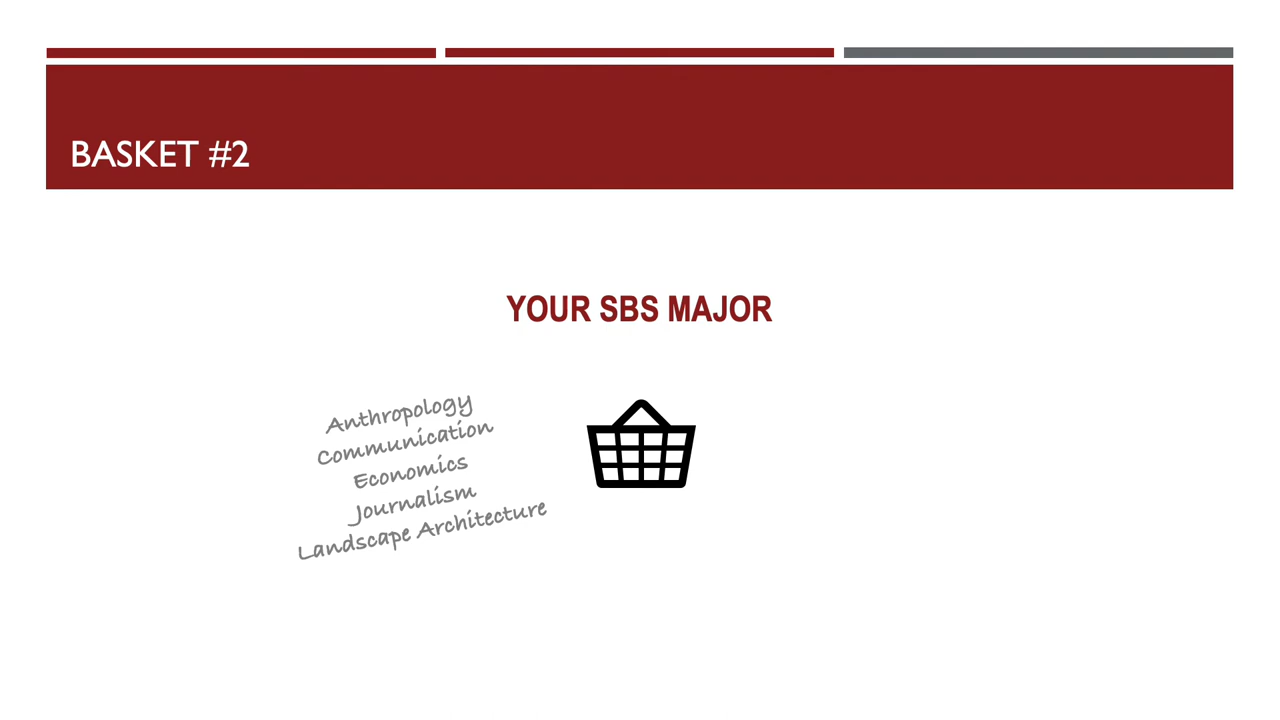 BASKET #2
YOUR SBS MAJOR
Anthropology
Communication
Economics
Journalism
Landscape Architecture